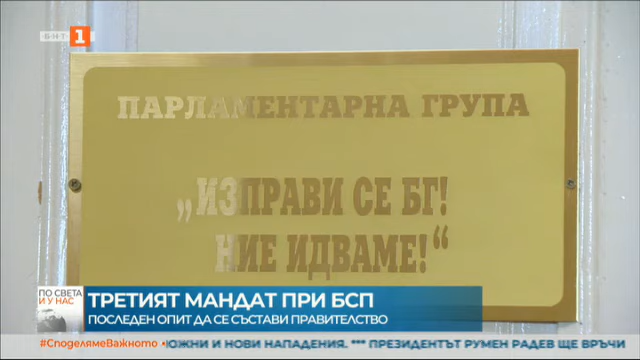 БНТ 1
ПАРЛАМЕНТАРНА ГРУПА
„ИЗПРАВИ СЕ БГ!
НИЕ ИДВАМЕ!“
ПО СВЕТА
И У НАС
ТРЕТИЯТ МАНДАТ ПРИ БСП
ПОСЛЕДЕН ОПИТ ДА СЕ СЪСТАВИ ПРАВИТЕЛСТВО
#СподелямеВажното • И НОВИ НАПАДЕНИЯ. *** ПРЕЗИДЕНТЪТ РУМЕН РАДЕВ ЩЕ ВРЪЧИ